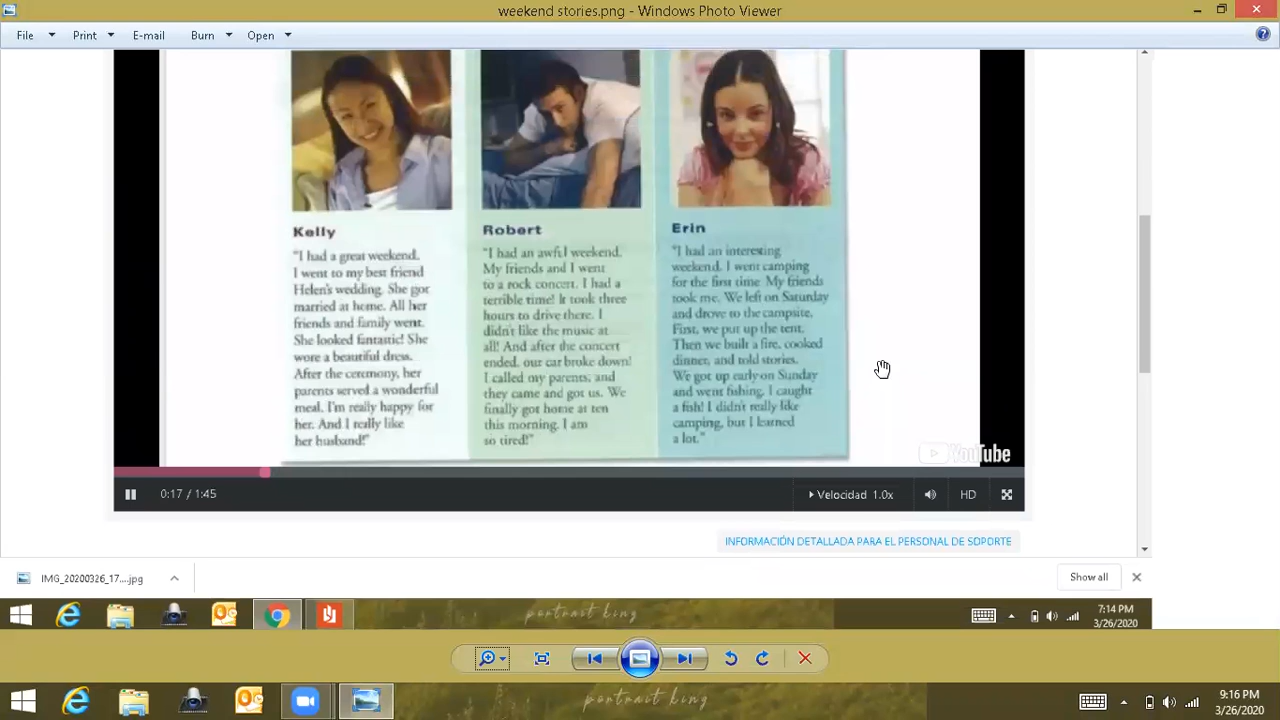 weekend stories.png - Windows Photo Viewer
File Print E-mail Burn Open
Kelly
"I had a great weekend.
I went to my best friend
Helen's wedding. She got
married at home. All her
friends and family went.
She looked fantastic! She
wore a beautiful dress.
After the ceremony, her
parents served a wonderful
meal. I'm really happy for
her. And I really like
her husband!"
Robert
"I had an awful weekend.
My friends and I went
to a rock concert. I had a
terrible time! It took three
hours to drive there. I
didn't like the music at
all! And after the concert
ended, our car broke down!
I called my parents, and
they came and got us. We
finally got home at ten
this morning. I am
so tired!"
Erin
"I had an interesting
weekend. I went camping
for the first time. My friends
took me. We left on Saturday
and drove to the campsite.
First, we put up the tent.
Then we built a fire, cooked
dinner, and told stories.
We got up early on Sunday
and went fishing. I caught
a fish! I didn't really like
camping, but I learned
a lot."
YouTube
0:17 / 1:45
Velocidad 1.0x
HD
INFORMACIÓN DETALLADA PARA EL PERSONAL DE SOPORTE
IMG_20200326_17....jpg
Show all
portrait king
7:14 PM
3/26/2020
portrait king
9:16 PM
3/26/2020